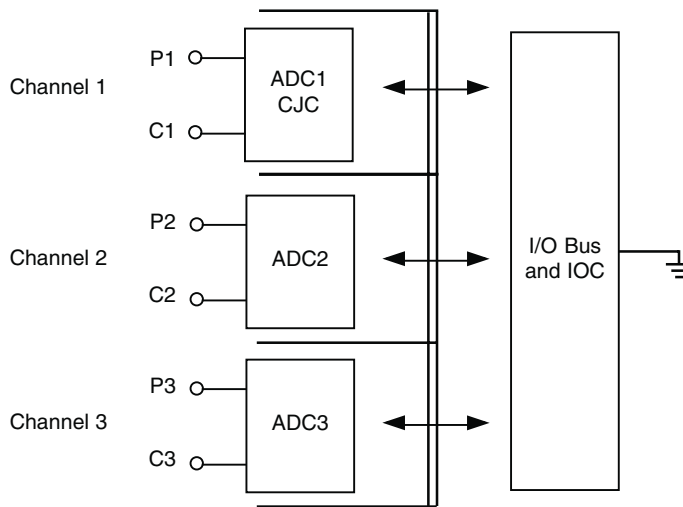 P1
Channel 1
C1
ADC1
CJC
P2
Channel 2
C2
ADC2
I/O Bus
and IOC
P3
Channel 3
C3
ADC3